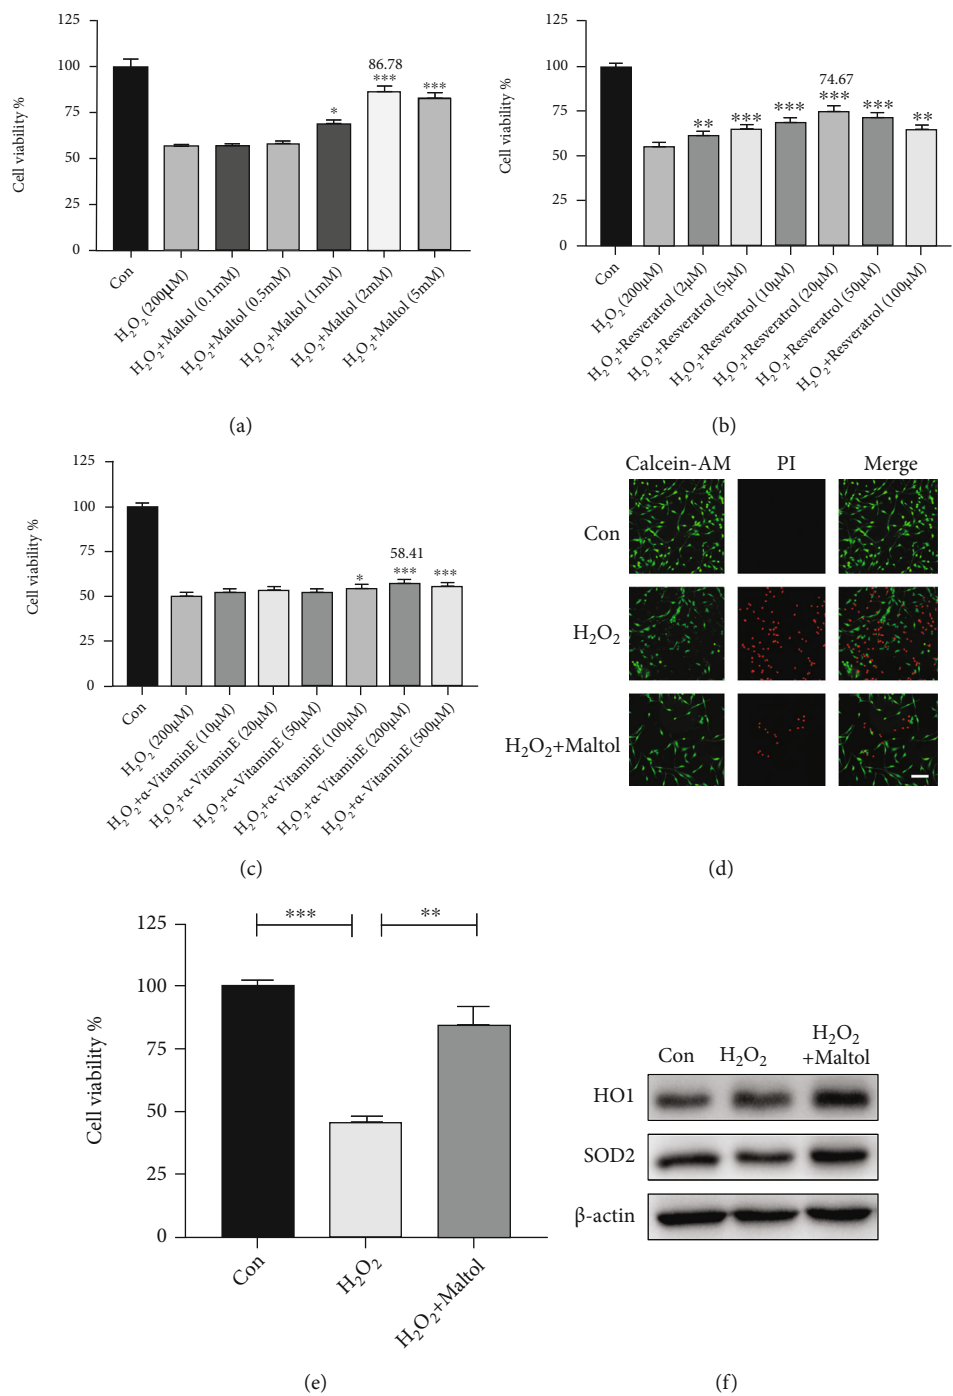 125
100
75
50
25
0
Cell viability %
86.78
*
***
***
Con
H₂O₂ (200μM)
H₂O₂+Maltol (0.1mM)
H₂O₂+Maltol (0.5mM)
H₂O₂+Maltol (1mM)
H₂O₂+Maltol (2mM)
H₂O₂+Maltol (5mM)
(a)
125
100
75
50
25
0
Cell viability %
74.67
**
***
***
***
***
**
Con
H₂O₂ (200μM)
H₂O₂+Resveratrol (2μM)
H₂O₂+Resveratrol (5μM)
H₂O₂+Resveratrol (10μM)
H₂O₂+Resveratrol (20μM)
H₂O₂+Resveratrol (50μM)
H₂O₂+Resveratrol (100μM)
(b)
125
100
75
50
25
0
Cell viability %
58.41
*
***
***
Con
H₂O₂ (200μM)
H₂O₂+α-VitaminE (10μM)
H₂O₂+α-VitaminE (20μM)
H₂O₂+α-VitaminE (50μM)
H₂O₂+α-VitaminE (100μM)
H₂O₂+α-VitaminE (200μM)
H₂O₂+α-VitaminE (500μM)
(c)
Calcein-AM PI Merge
Con
H₂O₂
H₂O₂+Maltol
(d)
125
100
75
50
25
0
Cell viability %
***
**
Con
H₂O₂
H₂O₂+Maltol
(e)
Con H₂O₂ H₂O₂
+Maltol
HO1
SOD2
β-actin
(f)